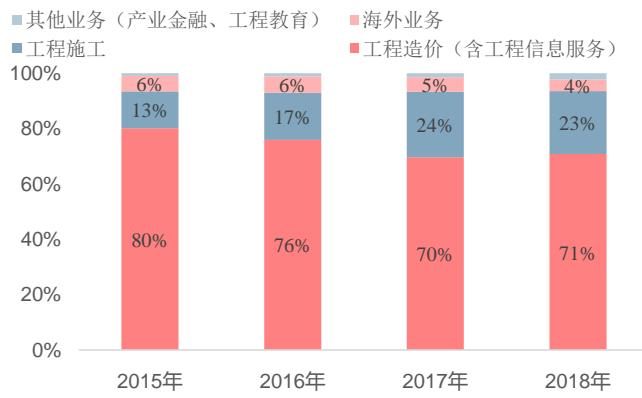 其他业务（产业金融、工程教育） 海外业务
工程施工 工程造价（含工程信息服务）
100%
80%
60%
40%
20%
0%
6% 6% 5% 4%
13% 17% 24% 23%
80% 76% 70% 71%
2015年 2016年 2017年 2018年